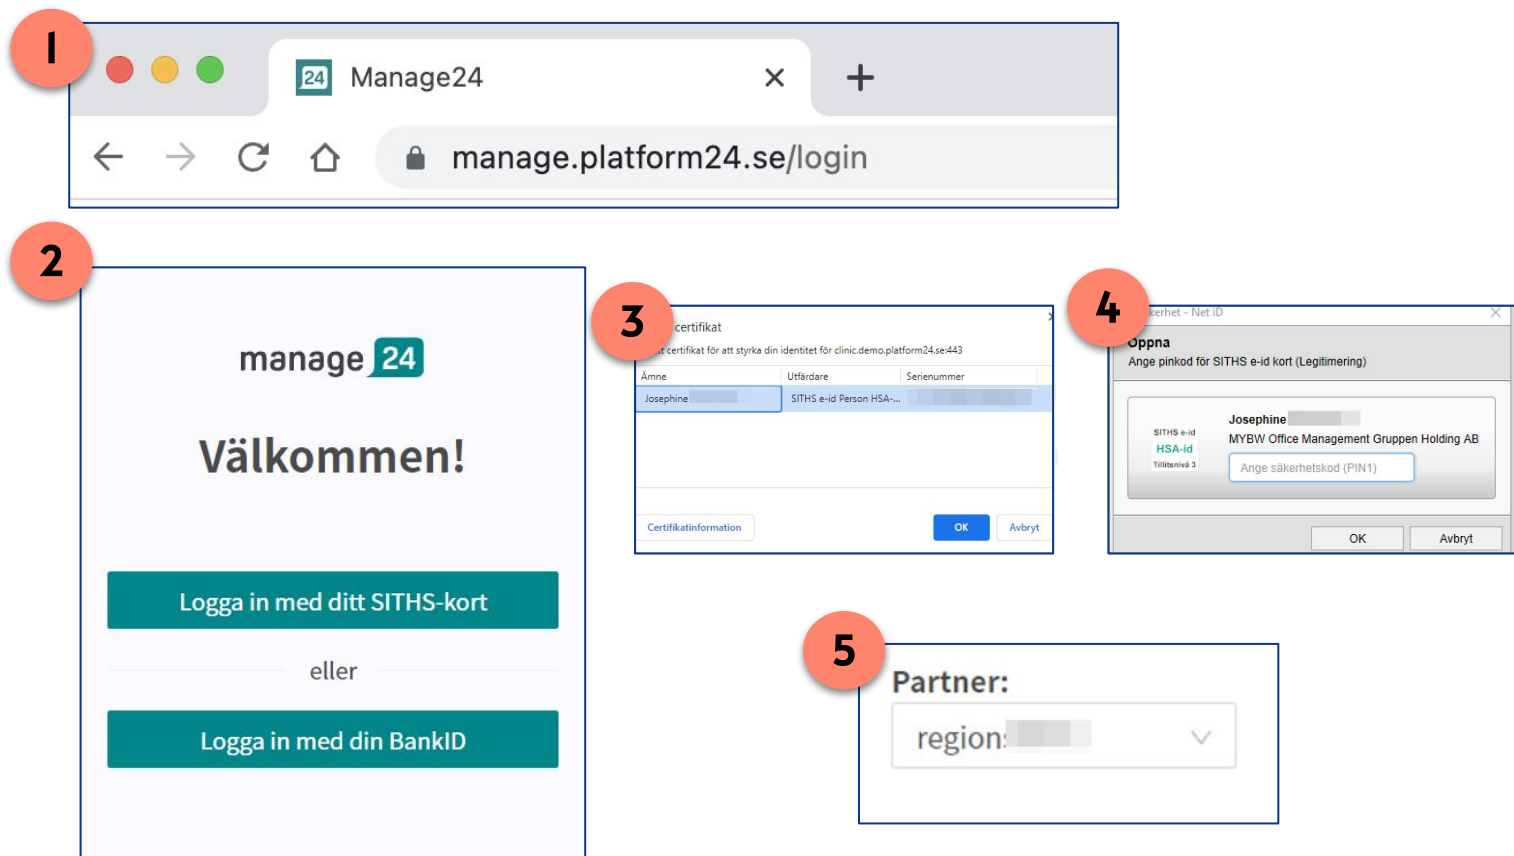 1
Manage24
manage.platform24.se/login
2
manage 24
Välkommen!
Logga in med ditt SITHS-kort
eller
Logga in med din BankID
3
certifikat
certifikat för att styrka din identitet för clinic.demo.platform24.se:443
Ämne Utfärdare Serienummer
Josephine SITHS e-id Person HSA-...
Certifikatinformation OK Avbryt
4
kerhet - Net iD
Öppna
Ange pinkod för SITHS e-id kort (Legitimering)
Josephine
SITHS e-id
HSA-id
Tillitsnivå 3
MYBW Office Management Gruppen Holding AB
Ange säkerhetskod (PIN1)
OK Avbryt
5
Partner:
region